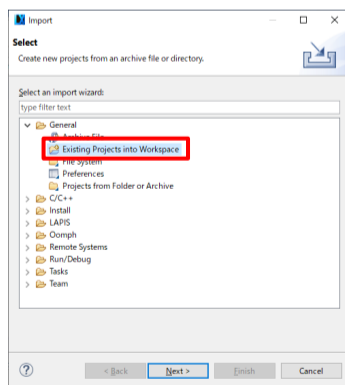 Import
Select
Create new projects from an archive file or directory.
Select an import wizard:
type filter text
General
Archive File
Existing Projects into Workspace
File System
Preferences
Projects from Folder or Archive
C/C++
Install
LAPIS
Oomph
Remote Systems
Run/Debug
Tasks
Team
< Back
Next >
Finish
Cancel